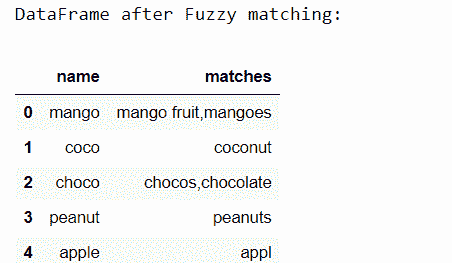 DataFrame after Fuzzy matching:
name matches
0 mango mango fruit,mangoes
1 coco coconut
2 choco chocos,chocolate
3 peanut peanuts
4 apple appl